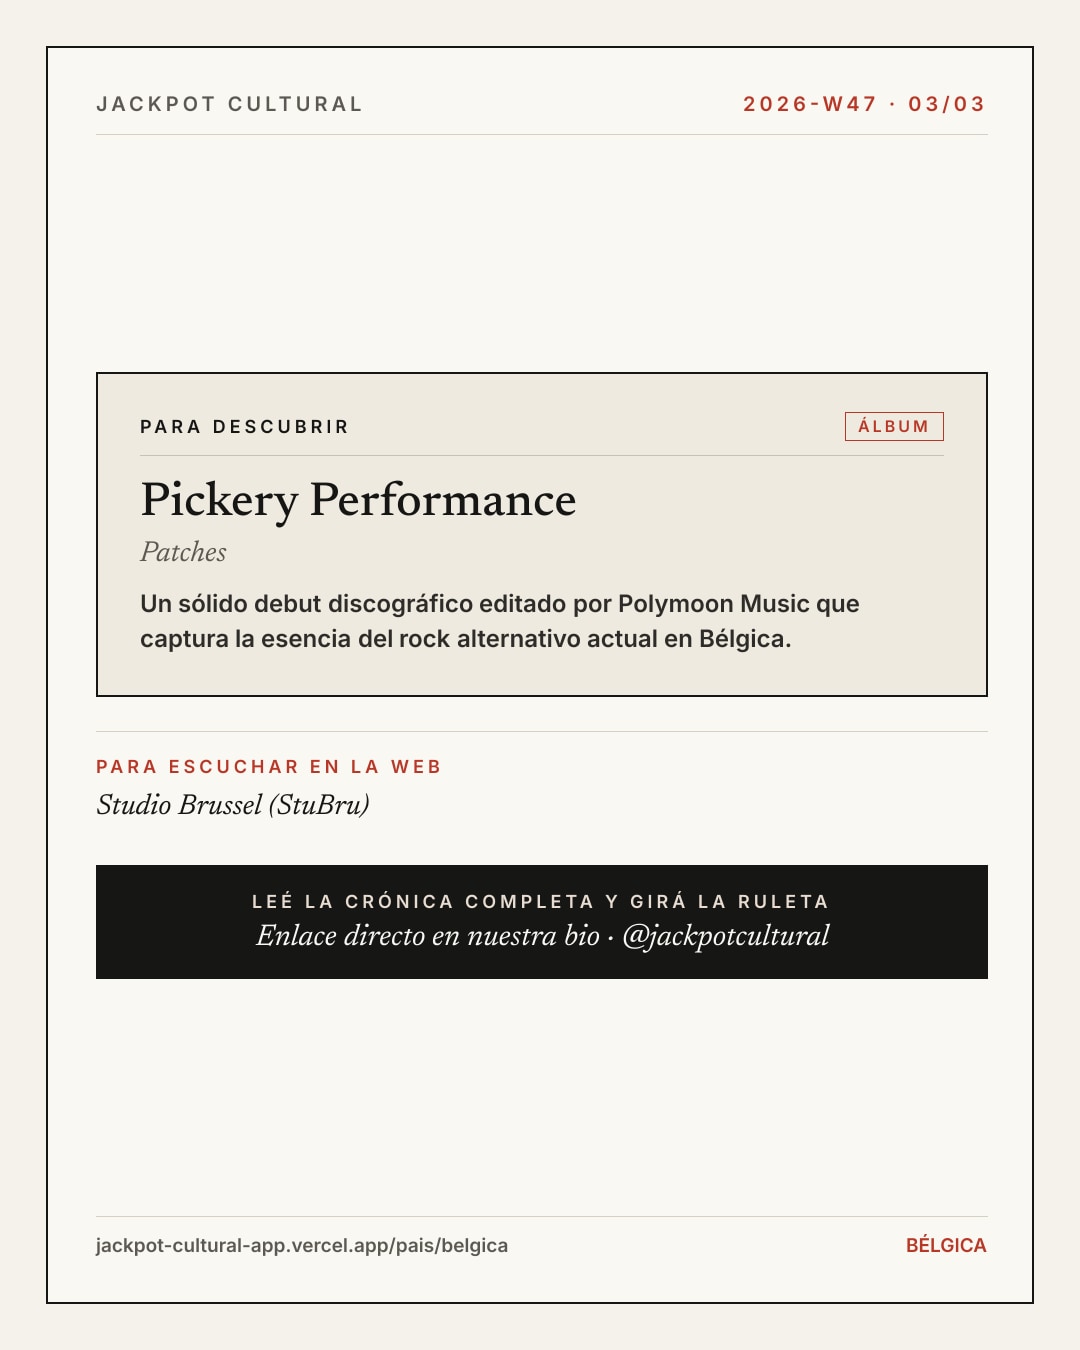 JACKPOT CULTURAL
2026-W47 · 03/03
PARA DESCUBRIR
ÁLBUM
Pickery Performance
Patches
Un sólido debut discográfico editado por Polymoon Music que
captura la esencia del rock alternativo actual en Bélgica.
PARA ESCUCHAR EN LA WEB
Studio Brussel (StuBru)
LEÉ LA CRÓNICA COMPLETA Y GIRÁ LA RULETA
Enlace directo en nuestra bio · @jackpotcultural
jackpot-cultural-app.vercel.app/pais/belgica
BÉLGICA